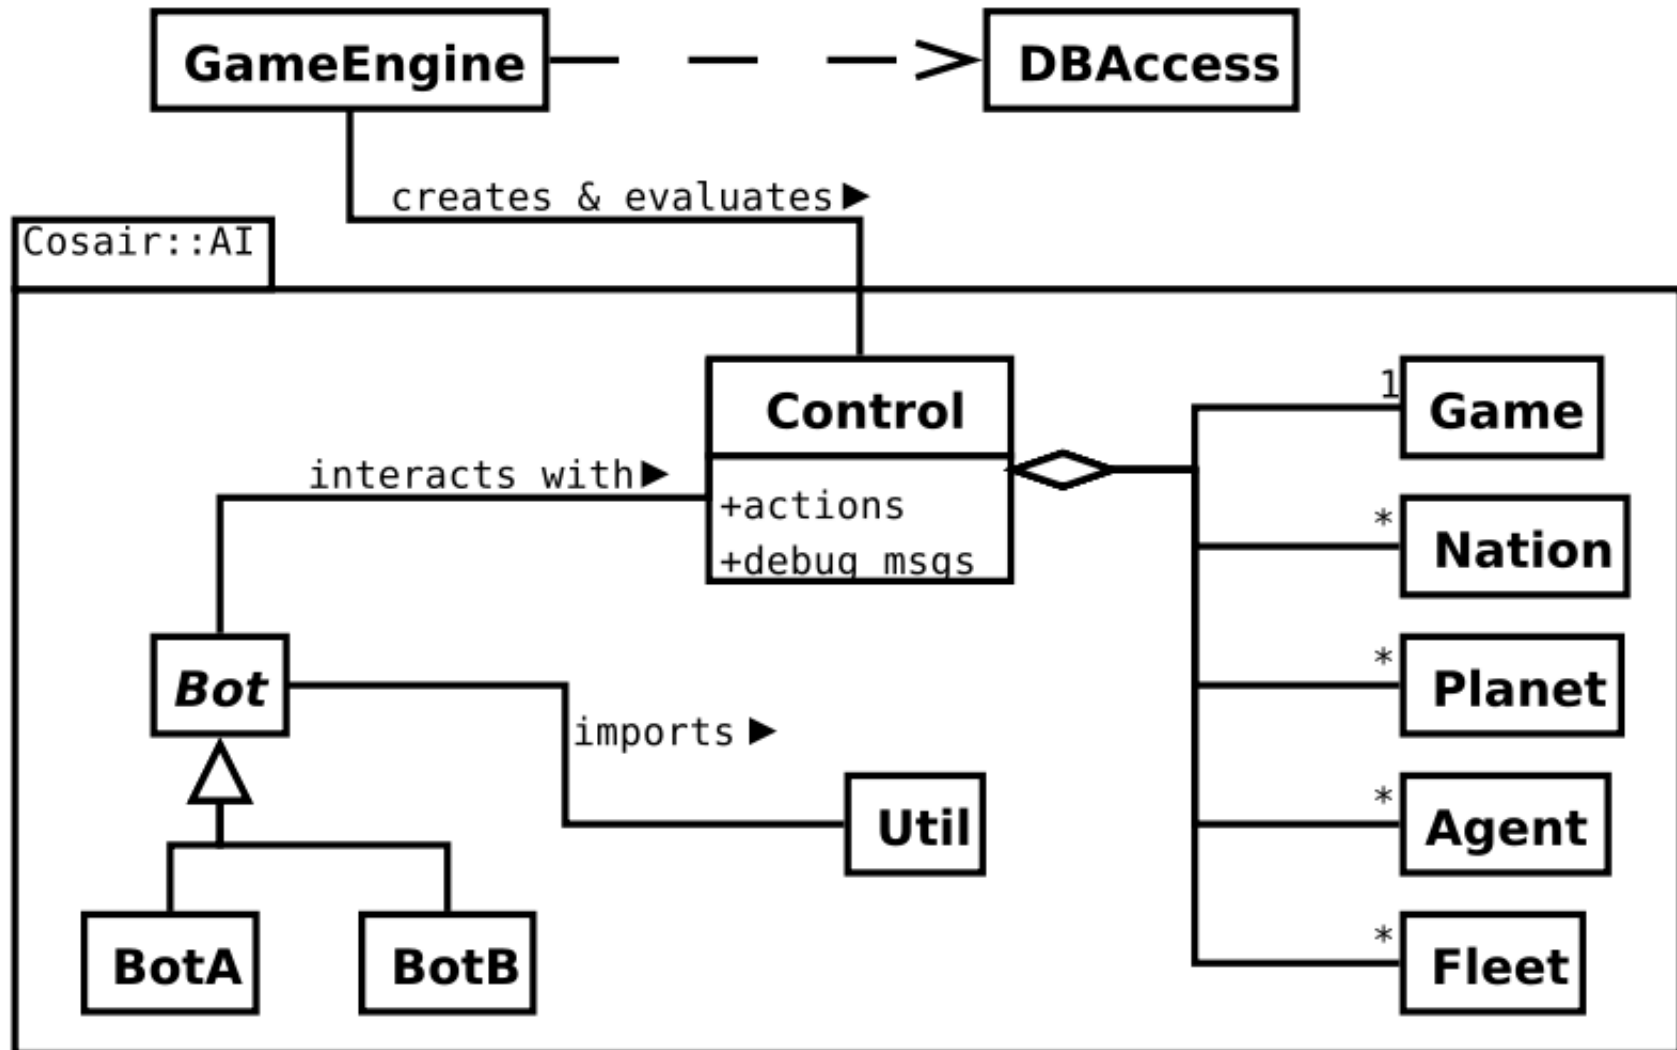 GameEngine
DBAccess
creates & evaluates▶
Cosair::AI
Control
+actions
+debug msgs
interacts with▶
1
Game
*
Nation
Bot
*
Planet
imports ▶
Util
*
Agent
BotA
BotB
*
Fleet